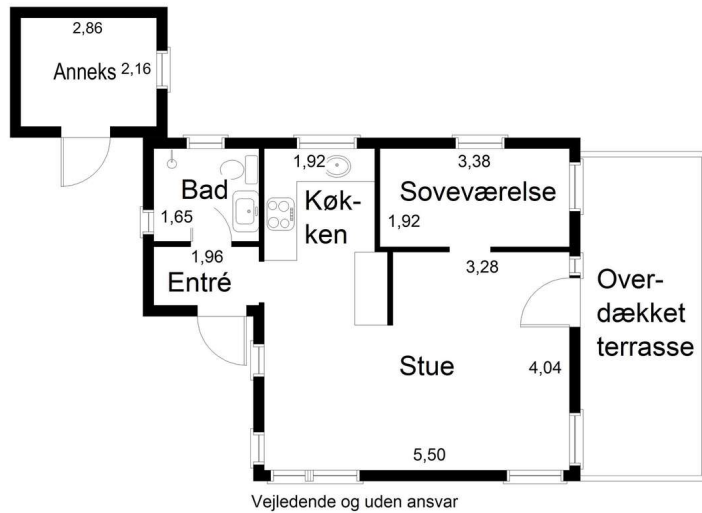 2,86
Anneks 2,16
Bad
1,65
1,92
Køk-
ken
3,38
Soveværelse
1,92
1,96
Entré
3,28
Over-
dækket
terrasse
Stue
4,04
5,50
Vejledende og uden ansvar